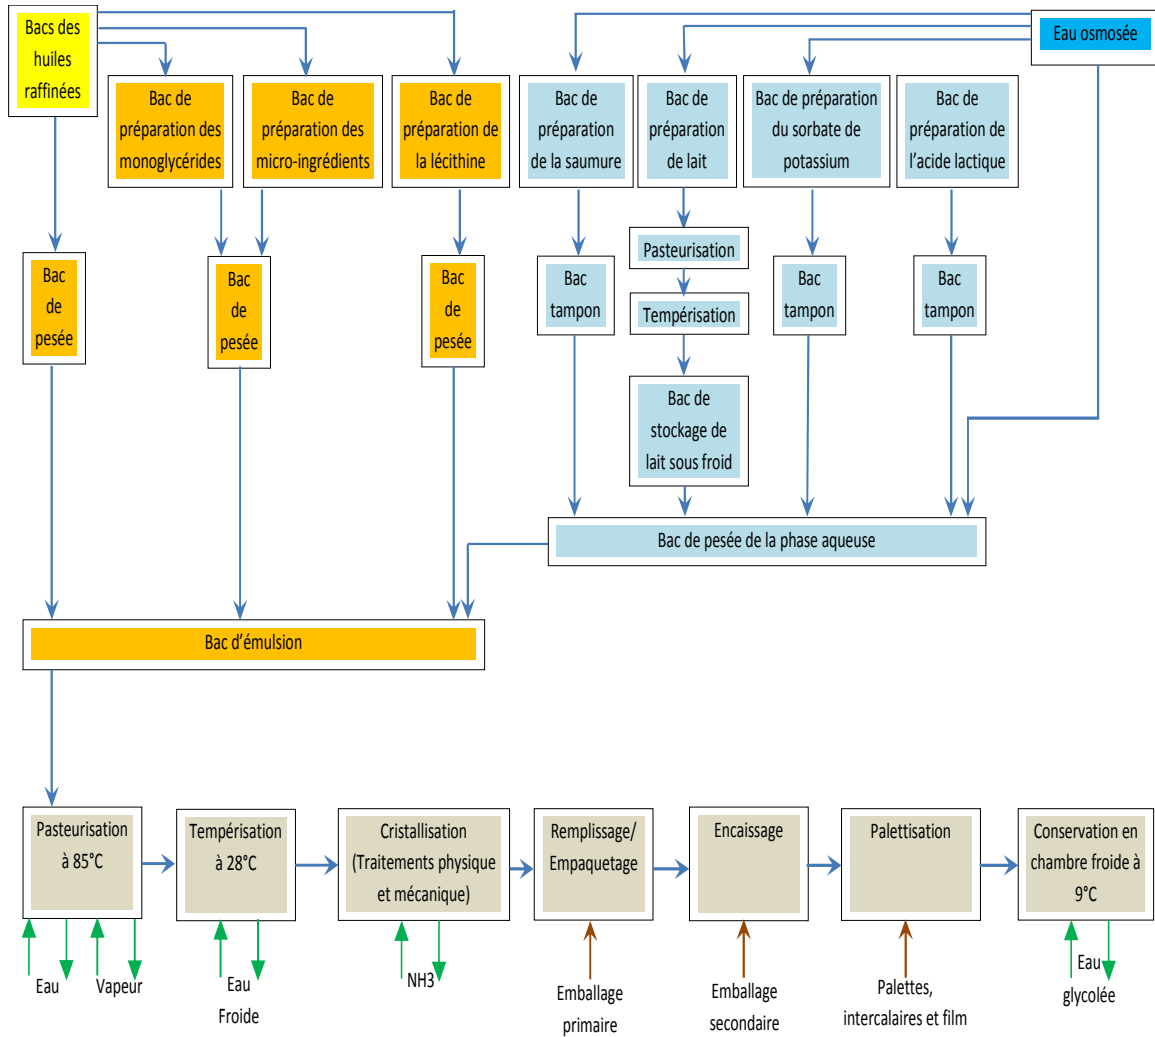 Bacs des
huiles
raffinées
Eau osmosée
Bac de
préparation des
monoglycérides
Bac de
préparation des
micro-ingrédients
Bac de
préparation de
la lécithine
Bac de
préparation
de la saumure
Bac de
préparation
de lait
Bac de préparation
du sorbate de
potassium
Bac de
préparation de
l’acide lactique
Pasteurisation
Tempérisation
Bac
de
pesée
Bac
de
pesée
Bac
de
pesée
Bac
tampon
Bac
tampon
Bac
tampon
Bac de
stockage de
lait sous froid
Bac de pesée de la phase aqueuse
Bac d’émulsion
Pasteurisation
à 85°C
Tempérisation
à 28°C
Cristallisation
(Traitements physique
et mécanique)
Remplissage/
Empaquetage
Encaissage
Palettisation
Conservation en
chambre froide à
9°C
Eau
Vapeur
Eau
Froide
NH3
Emballage
primaire
Emballage
secondaire
Palettes,
intercalaires et film
Eau
glycolée